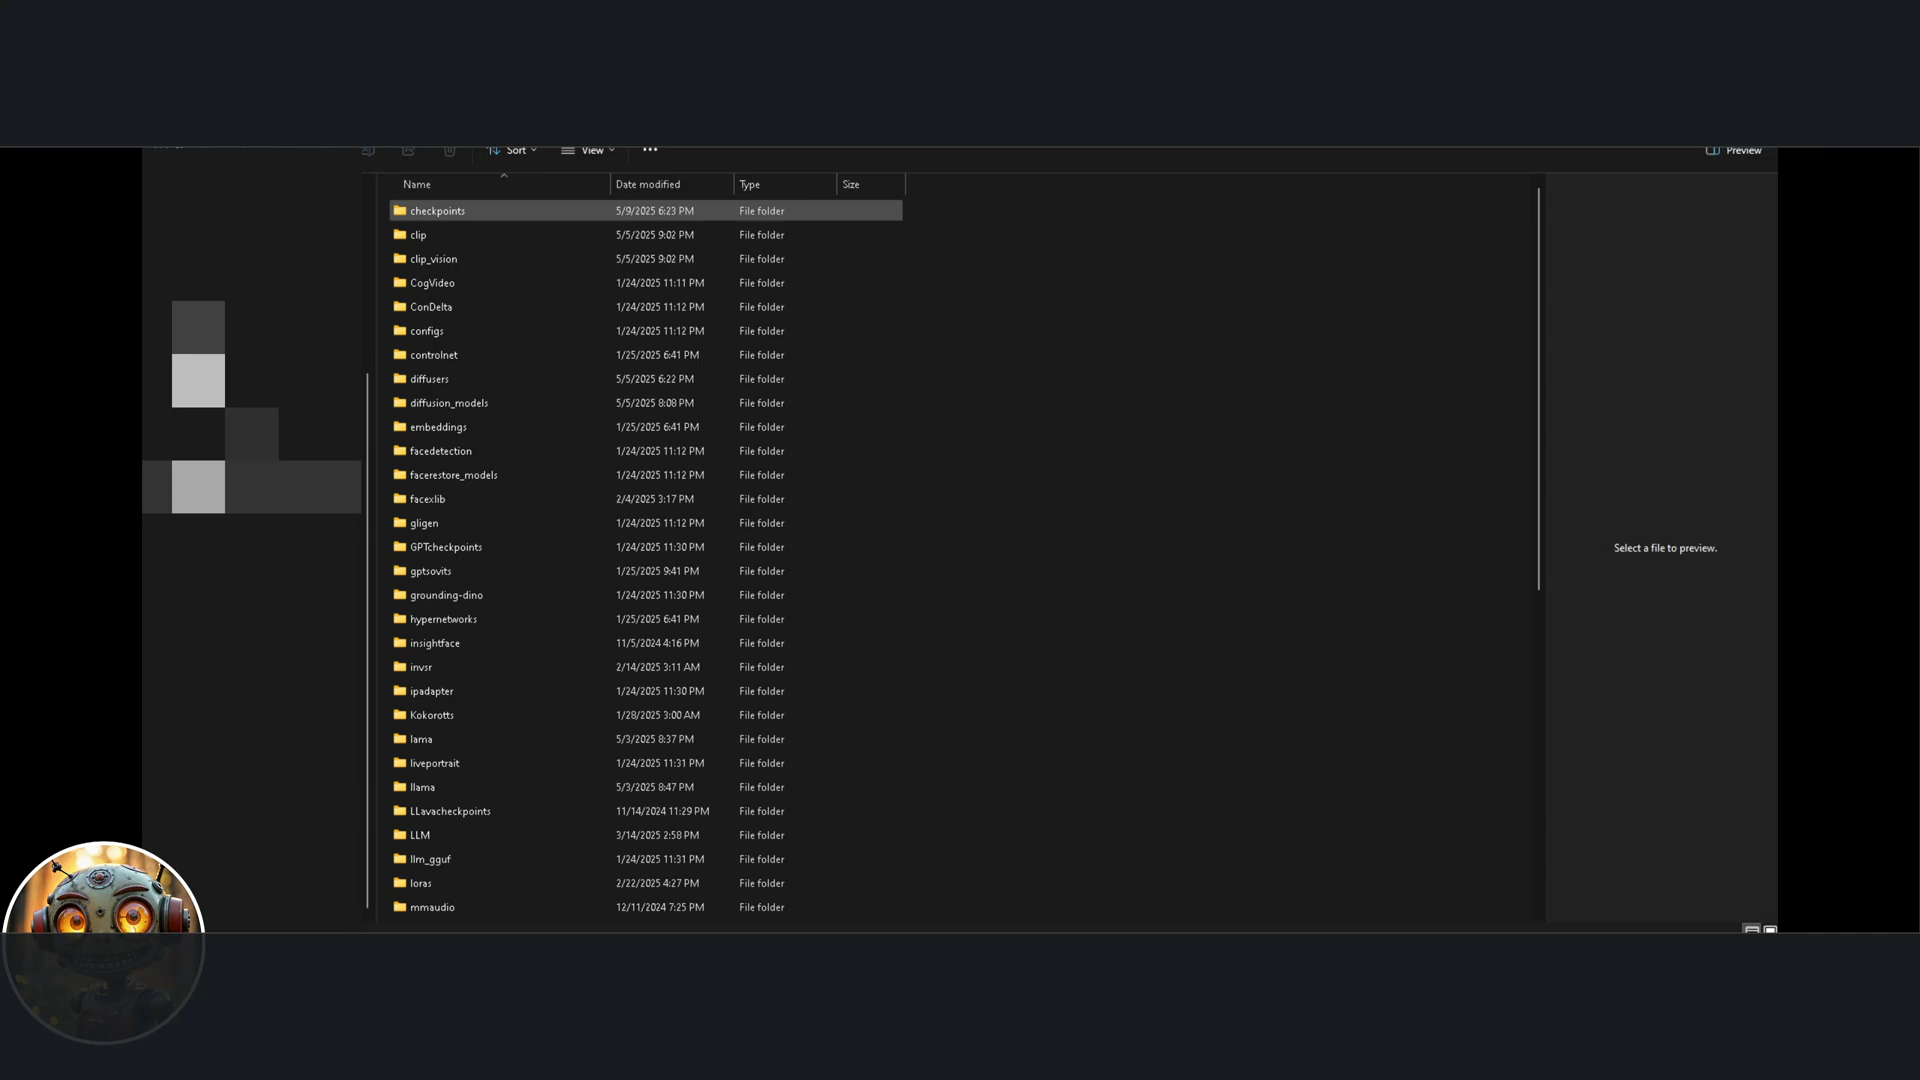 Sort
View
Preview
Name Date modified Type Size
checkpoints 5/9/2025 6:23 PM File folder
clip 5/5/2025 9:02 PM File folder
clip_vision 5/5/2025 9:02 PM File folder
CogVideo 1/24/2025 11:11 PM File folder
ConDelta 1/24/2025 11:12 PM File folder
configs 1/24/2025 11:12 PM File folder
controlnet 1/25/2025 6:41 PM File folder
diffusers 5/5/2025 6:22 PM File folder
diffusion_models 5/5/2025 8:08 PM File folder
embeddings 1/25/2025 6:41 PM File folder
facedetection 1/24/2025 11:12 PM File folder
facerestore_models 1/24/2025 11:12 PM File folder
facexlib 2/4/2025 3:17 PM File folder
gligen 1/24/2025 11:12 PM File folder
GPTcheckpoints 1/24/2025 11:30 PM File folder
gptsovits 1/25/2025 9:41 PM File folder
grounding-dino 1/24/2025 11:30 PM File folder
hypernetworks 1/25/2025 6:41 PM File folder
insightface 11/5/2024 4:16 PM File folder
invsr 2/14/2025 3:11 AM File folder
ipadapter 1/24/2025 11:30 PM File folder
Kokorotts 1/28/2025 3:00 AM File folder
lama 5/3/2025 8:37 PM File folder
liveportrait 1/24/2025 11:31 PM File folder
llama 5/3/2025 8:47 PM File folder
LLavacheckpoints 11/14/2024 11:29 PM File folder
LLM 3/14/2025 2:58 PM File folder
llm_gguf 1/24/2025 11:31 PM File folder
loras 2/22/2025 4:27 PM File folder
mmaudio 12/11/2024 7:25 PM File folder
Select a file to preview.